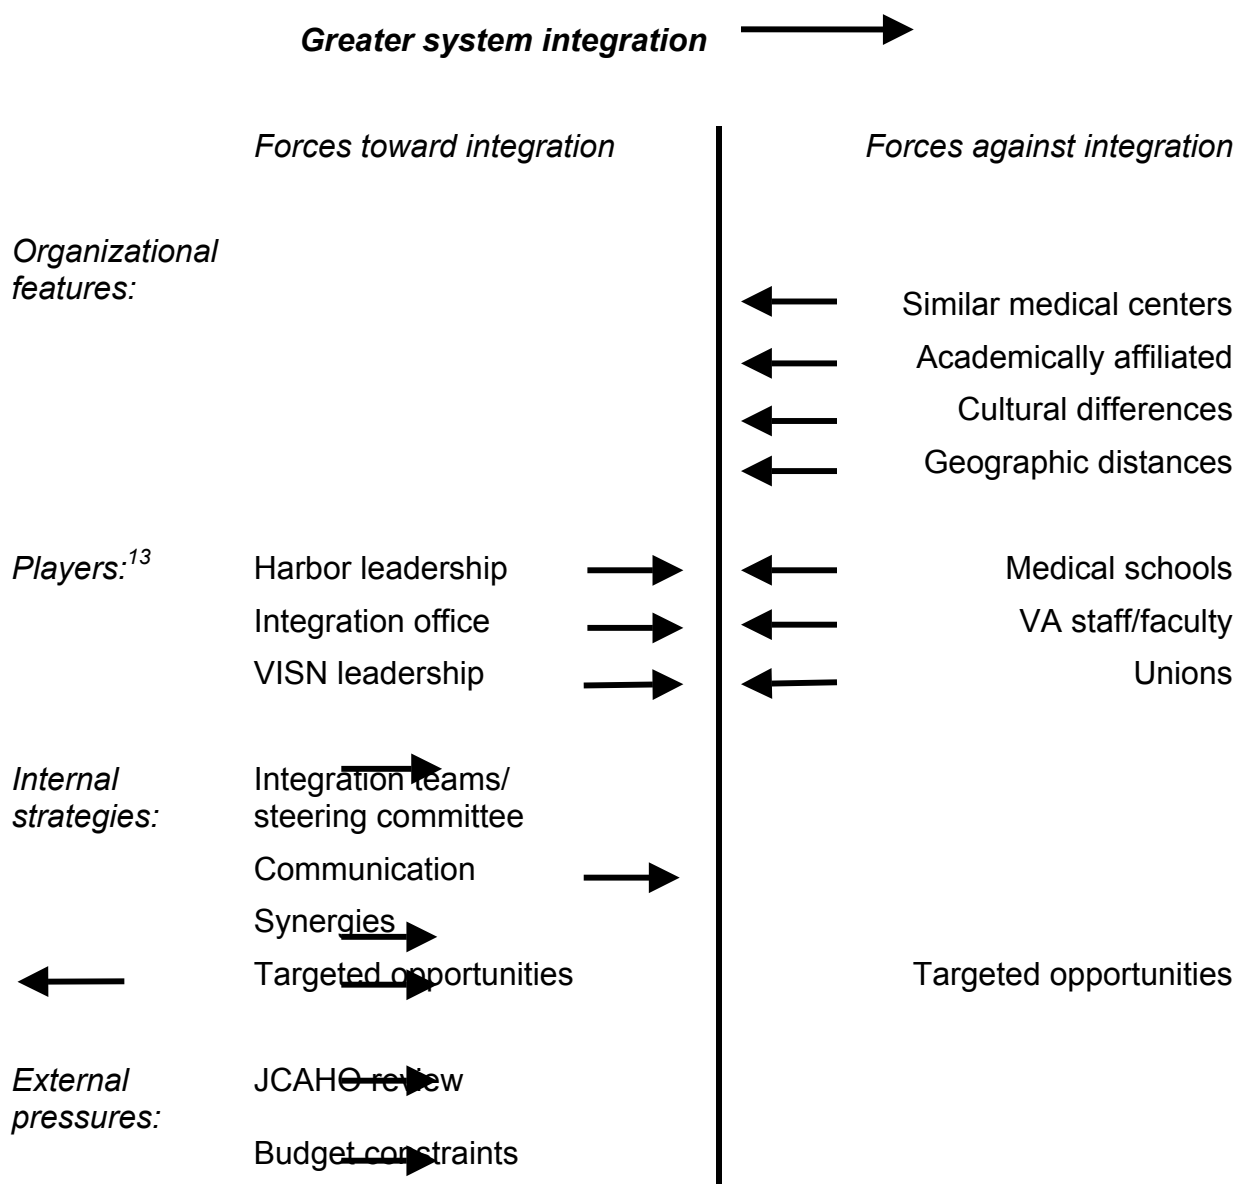 Greater system integration
Forces toward integration
Forces against integration
Organizational
features:
Similar medical centers
Academically affiliated
Cultural differences
Geographic distances
Players:13
Harbor leadership
Medical schools
Integration office
VA staff/faculty
VISN leadership
Unions
Internal
strategies:
Integration teams/
steering committee
Communication
Synergies
Targeted opportunities
Targeted opportunities
External
pressures:
JCAHO review
Budget constraints